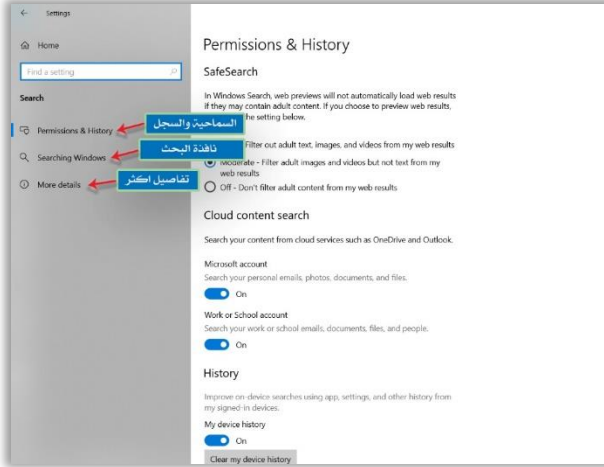 Settings
Home
Find a setting
Search
Permissions & History
السماحية والسجل
Searching Windows
نافذة البحث
More details
تفاصيل اكثر
Permissions & History
SafeSearch
In Windows Search, web previews will not automatically load web results
if they may contain adult content. If you choose to preview web results,
the setting below.
Filter out adult text, images, and videos from my web results
Moderate - Filter adult images and videos but not text from my
web results
Off - Don't filter adult content from my web results
Cloud content search
Search your content from cloud services such as OneDrive and Outlook.
Microsoft account
Search your personal emails, photos, documents, and files.
On
Work or School account
Search your work or school emails, documents, files, and people.
On
History
Improve on-device searches using app, settings, and other history from
my signed-in devices.
My device history
On
Clear my device history